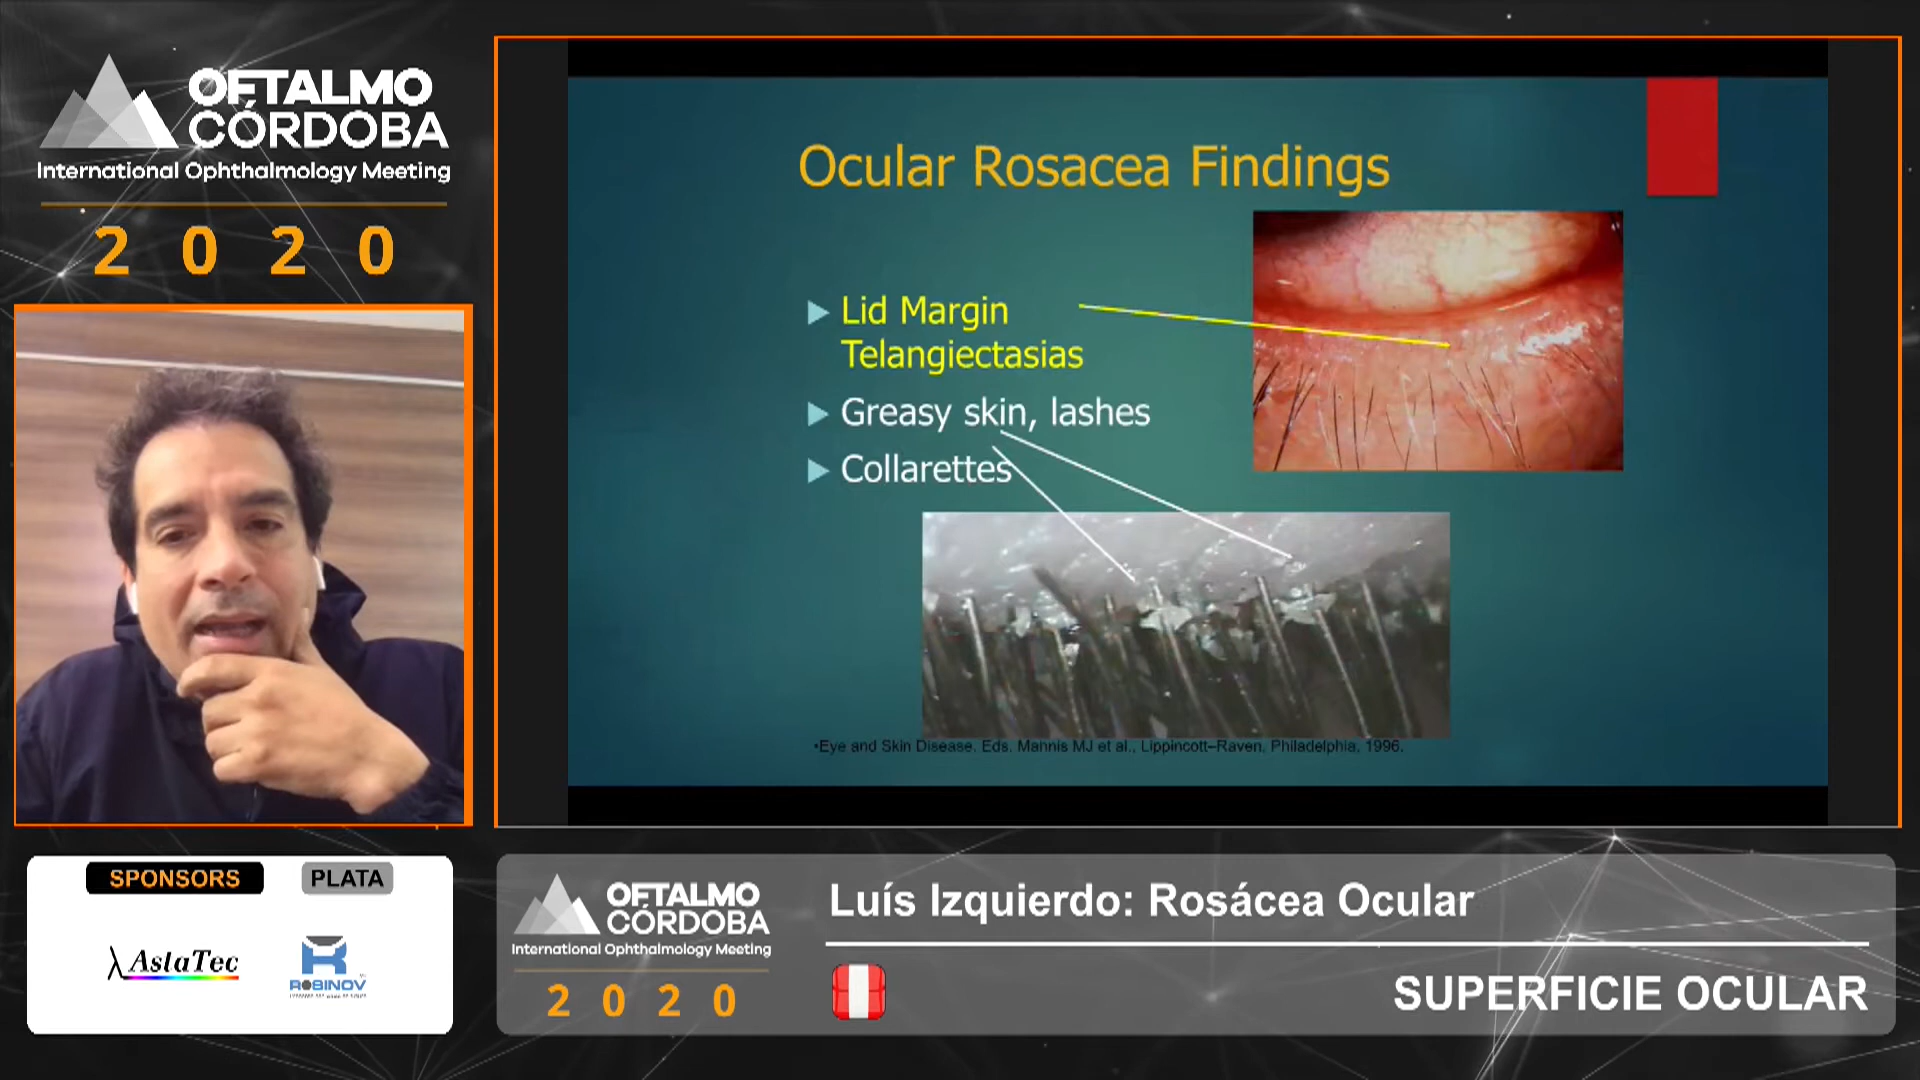 OFTALMO
CÓRDOBA
International Ophthalmology Meeting
2 0 2 0
Ocular Rosacea Findings
Lid Margin
Telangiectasias
Greasy skin, lashes
Collarettes
•Eye and Skin Disease. Eds. Mahnis MJ et al., Lippincott–Raven, Philadelphia, 1996.
SPONSORS
PLATA
AslaTec
ROBINOV
OFTALMO
CÓRDOBA
International Ophthalmology Meeting
2 0 2 0
Luís Izquierdo: Rosácea Ocular
SUPERFICIE OCULAR